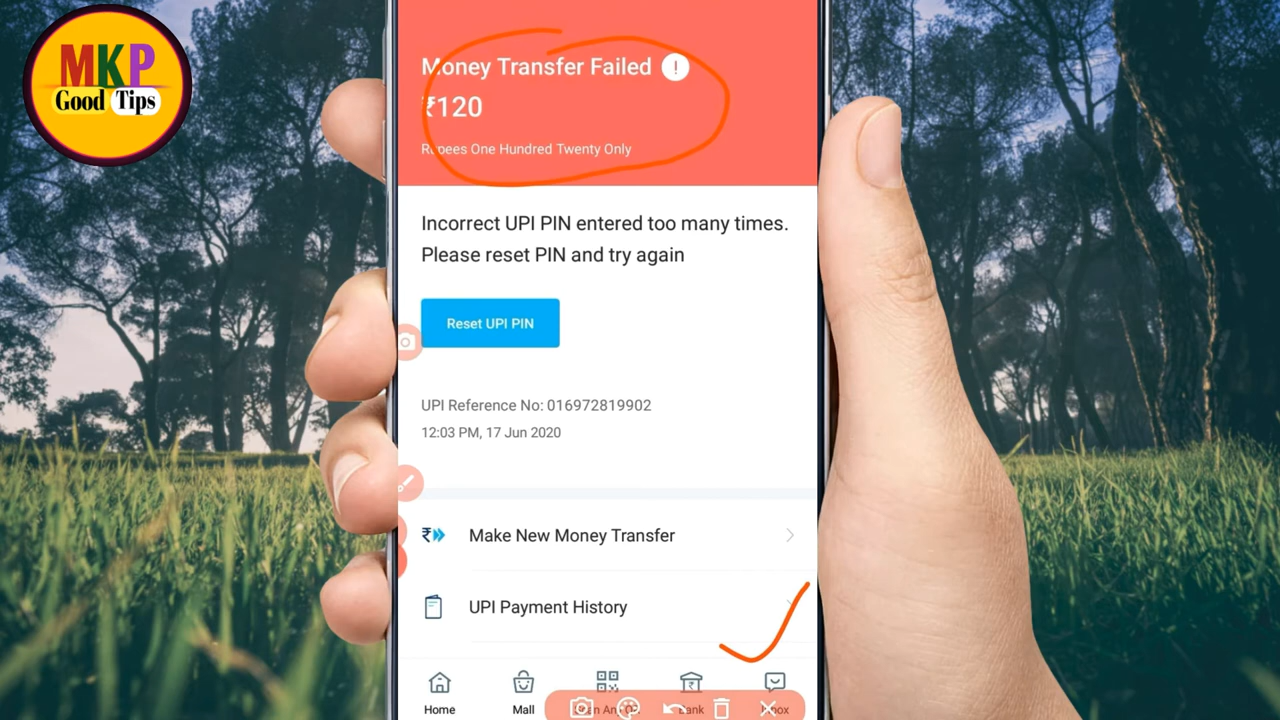 MKP
Good Tips
Money Transfer Failed !
₹120
Rupees One Hundred Twenty Only
Incorrect UPI PIN entered too many times.
Please reset PIN and try again
Reset UPI PIN
UPI Reference No: 016972819902
12:03 PM, 17 Jun 2020
₹ Make New Money Transfer
UPI Payment History
Home Mall Scan Any QR Bank Inbox